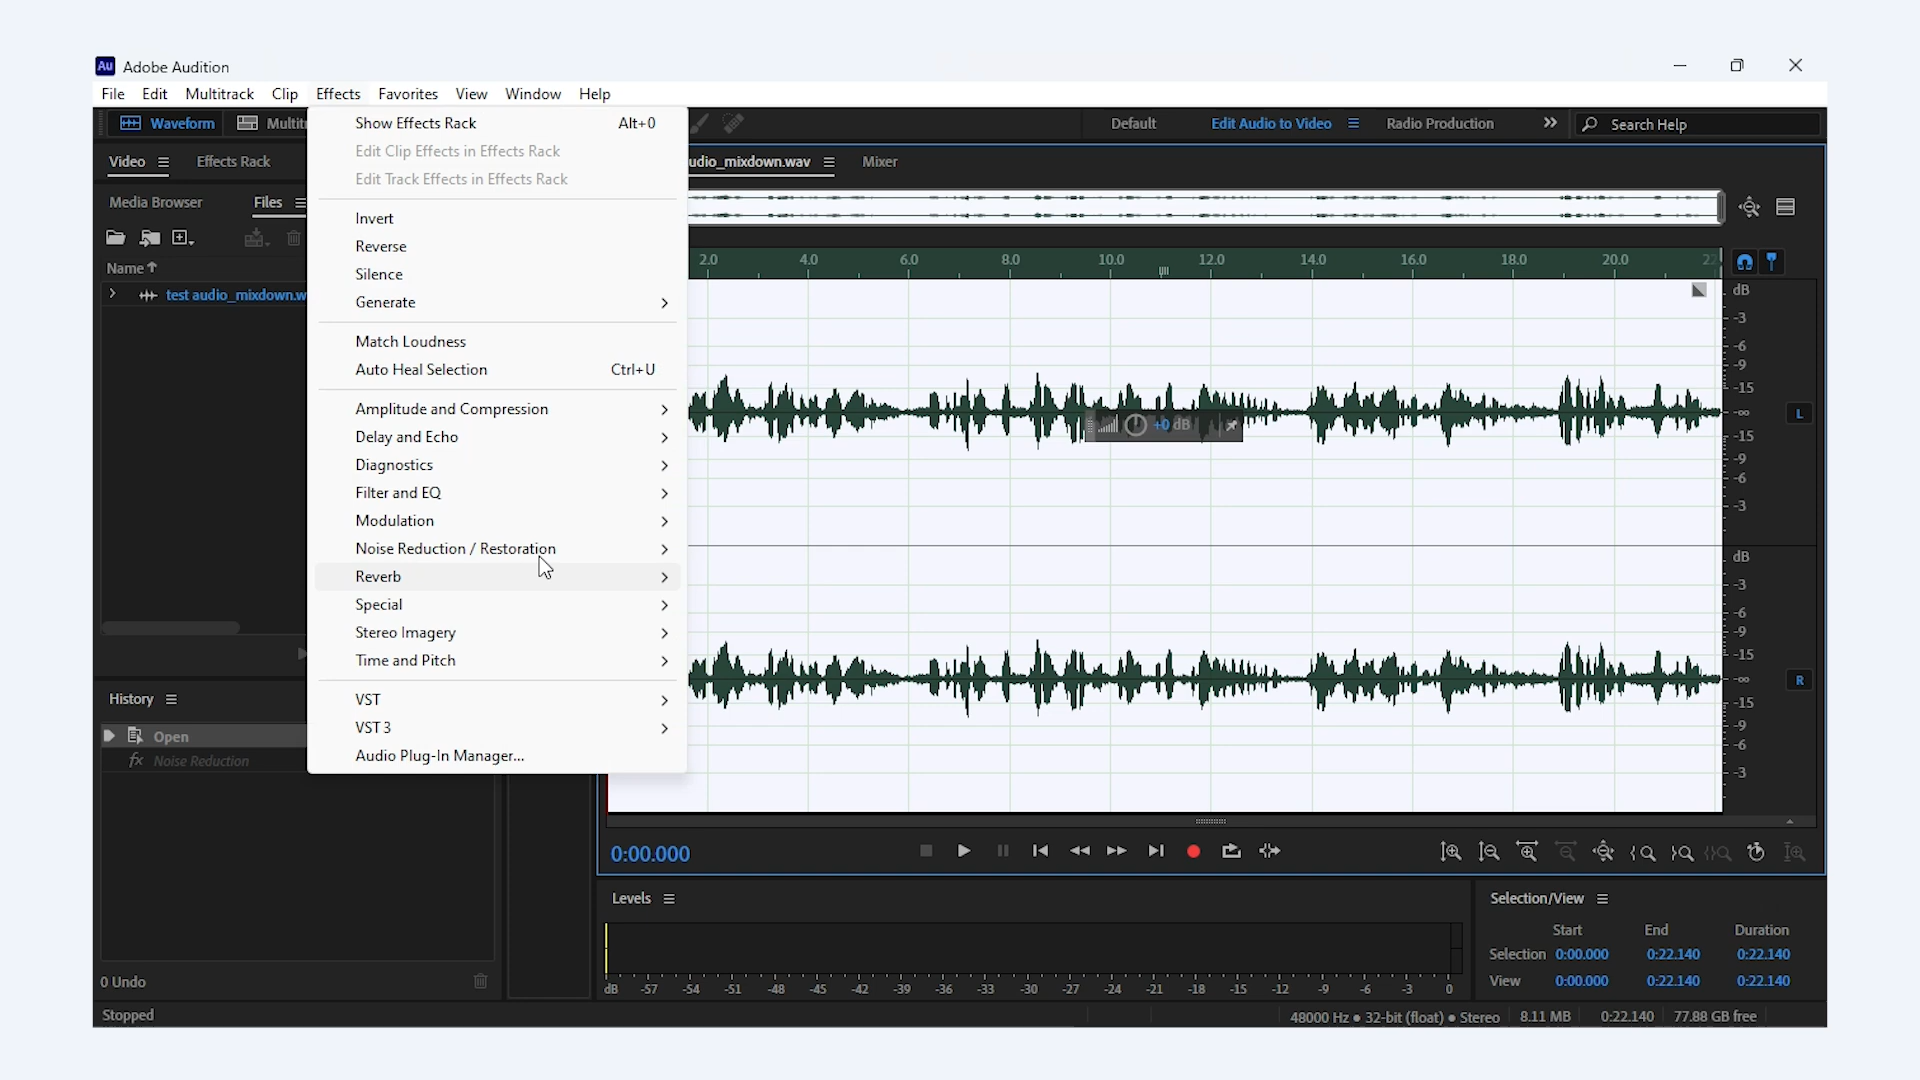 Au Adobe Audition
File Edit Multitrack Clip Effects Favorites View Window Help
Waveform Multitr
Default Edit Audio to Video Radio Production Search Help
Video Effects Rack
udio_mixdown.wav Mixer
Media Browser Files
Name
test audio_mixdown.w
Show Effects Rack Alt+0
Edit Clip Effects in Effects Rack
Edit Track Effects in Effects Rack
Invert
Reverse
Silence
Generate
Match Loudness
Auto Heal Selection Ctrl+U
Amplitude and Compression
Delay and Echo
Diagnostics
Filter and EQ
Modulation
Noise Reduction / Restoration
Reverb
Special
Stereo Imagery
Time and Pitch
VST
VST 3
Audio Plug-In Manager...
2.0 4.0 6.0 8.0 10.0 12.0 14.0 16.0 18.0 20.0 22
dB
-3
-6
-9
-15
-∞
-15
-9
-6
-3
L
+0 dB
dB
-3
-6
-9
-15
-∞
-15
-9
-6
-3
R
History
Open
fx Noise Reduction
0 Undo
0:00.000
Levels
dB -57 -54 -51 -48 -45 -42 -39 -36 -33 -30 -27 -24 -21 -18 -15 -12 -9 -6 -3 0
Selection/View
Start End Duration
Selection 0:00.000 0:22.140 0:22.140
View 0:00.000 0:22.140 0:22.140
Stopped
48000 Hz • 32-bit (float) • Stereo 8.11 MB 0:22.140 77.88 GB free